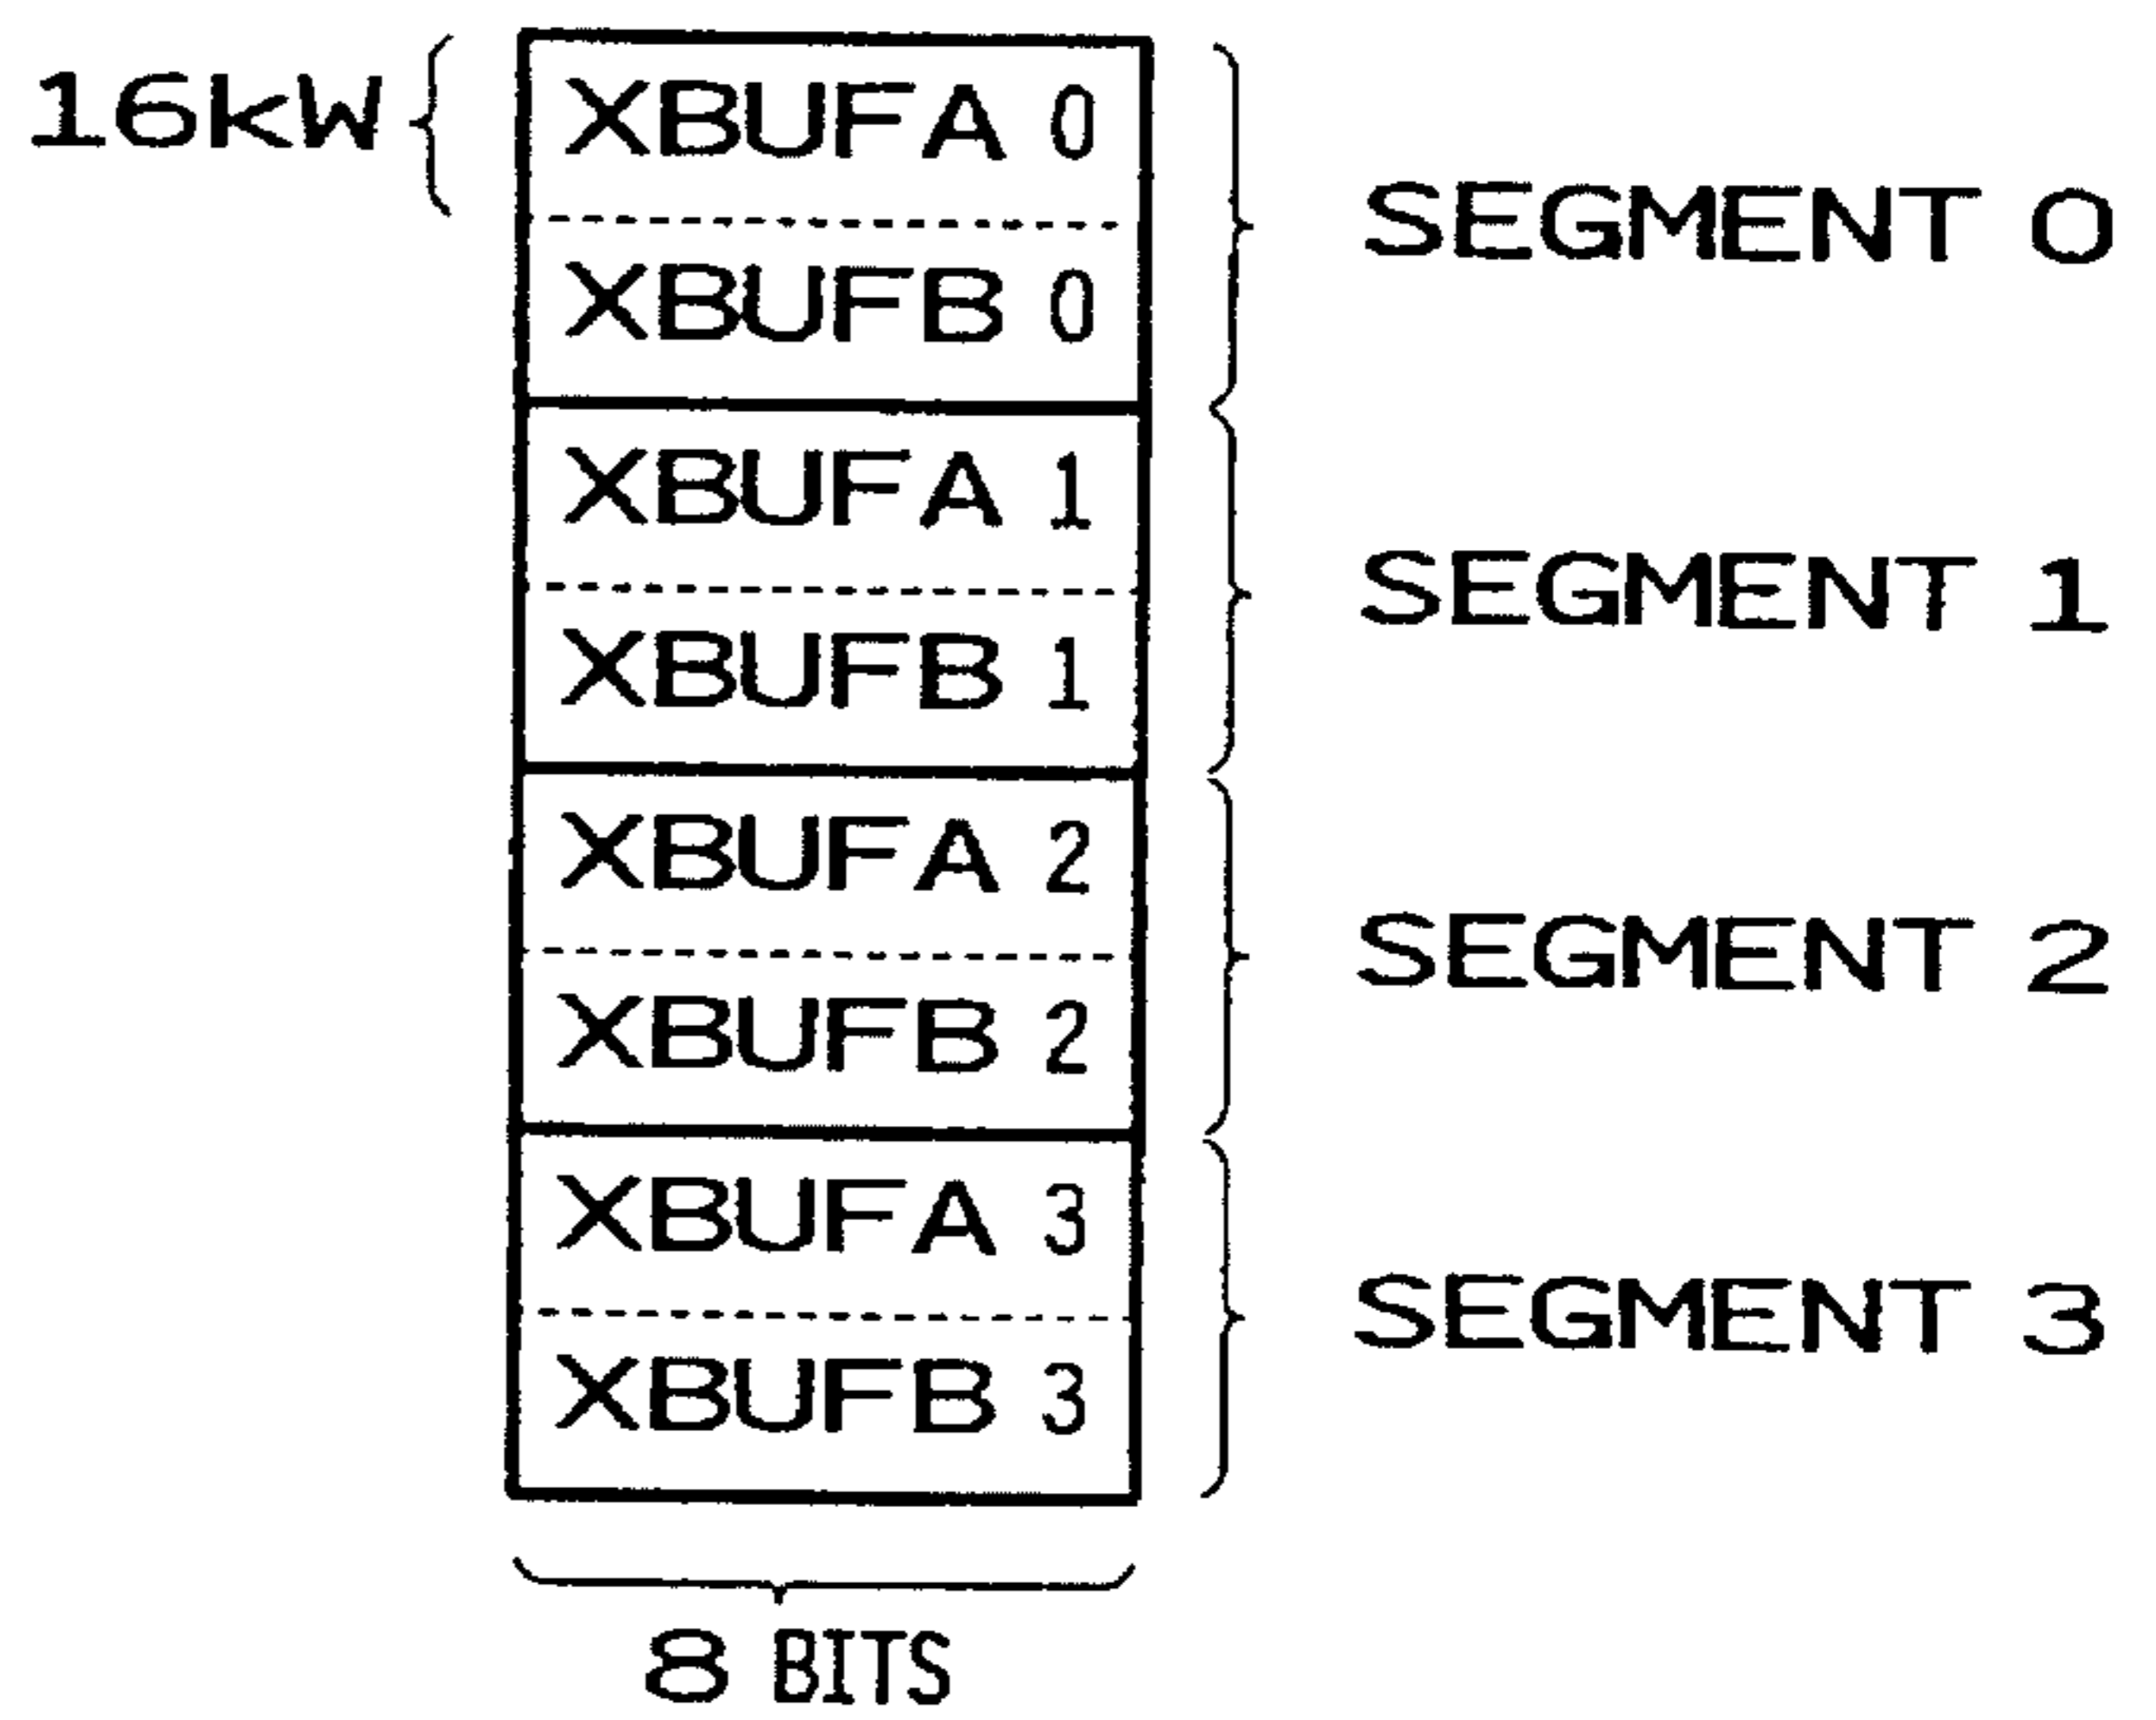 16kW
XBUFA 0
XBUFB 0
SEGMENT 0
XBUFA 1
XBUFB 1
SEGMENT 1
XBUFA 2
XBUFB 2
SEGMENT 2
XBUFA 3
XBUFB 3
SEGMENT 3
8 BITS